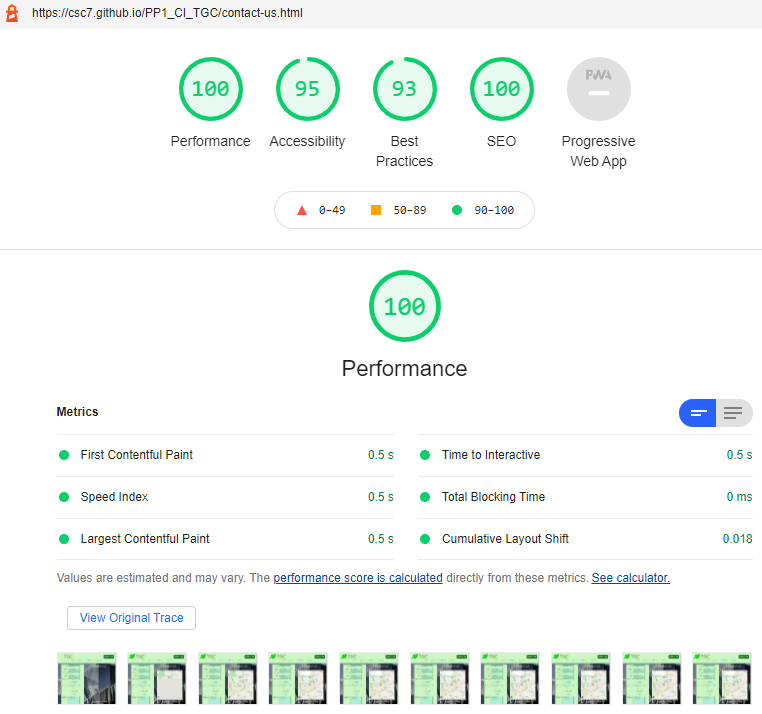 https://csc7.github.io/PP1_CI_TGC/contact-us.html
100 95 93 100 PWA
Performance Accessibility Best Practices SEO Progressive Web App
0–49 50–89 90–100
100
Performance
Metrics
First Contentful Paint 0.5 s
Time to Interactive 0.5 s
Speed Index 0.5 s
Total Blocking Time 0 ms
Largest Contentful Paint 0.5 s
Cumulative Layout Shift 0.018
Values are estimated and may vary. The performance score is calculated directly from these metrics. See calculator.
View Original Trace